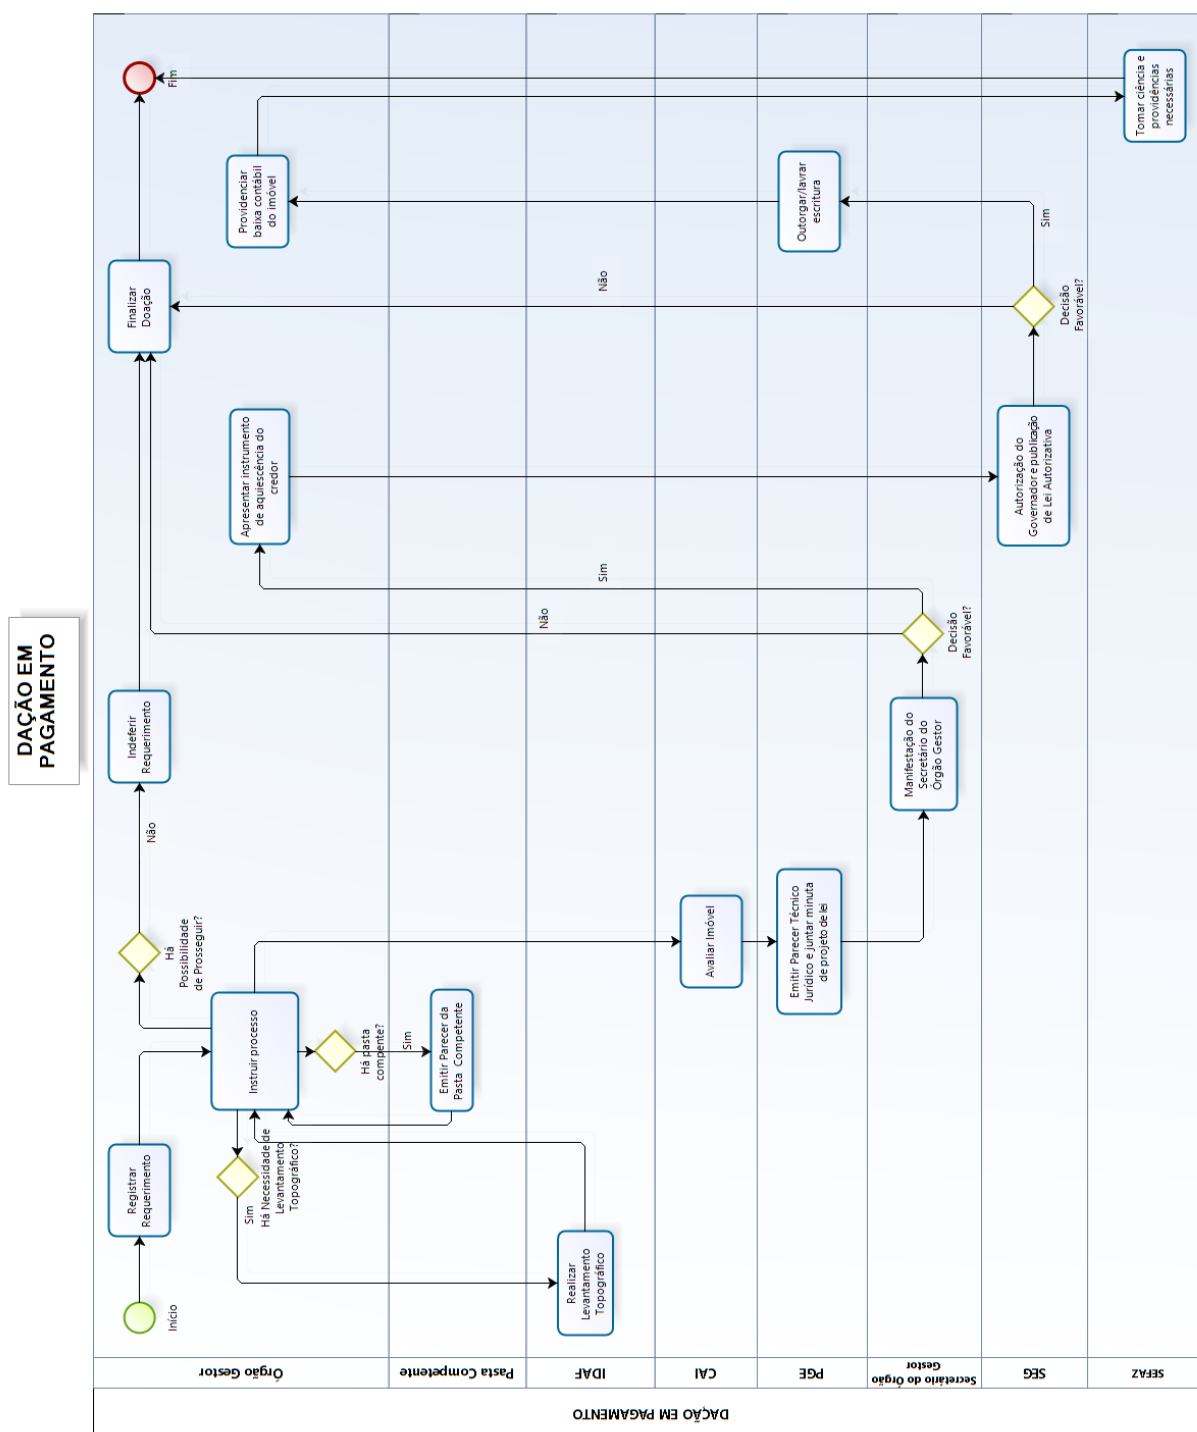 DAÇÃO EM
PAGAMENTO
DAÇÃO EM PAGAMENTO
Órgão Gestor
Início
Registrar
Requerimento
Instruir processo
Há
Possibilidade
de Prosseguir?
Não
Indeferir
Requerimento
Finalizar
Doação
Fim
Sim
Há Necessidade de
Levantamento
Topográfico?
Há pasta
compente?
Sim
Apresentar instrumento
de aquiescência do
credor
Providenciar
baixa contábil
do imóvel
Pasta Competente
Emitir Parecer da
Pasta Competente
IDAF
Realizar
Levantamento
Topográfico
Não
Sim
Não
CAI
Avaliar Imóvel
PGE
Emitir Parecer Técnico
Jurídico e juntar minuta
de projeto de lei
Outorgar/lavrar
escritura
Secretário do Órgão
Gestor
Manifestação do
Secretário do
Órgão Gestor
Decisão
Favorável?
SEG
Autorização do
Governador e publicação
de Lei Autorizativa
Decisão
Favorável?
Sim
SEFAZ
Tomar ciência e
providências
necessárias